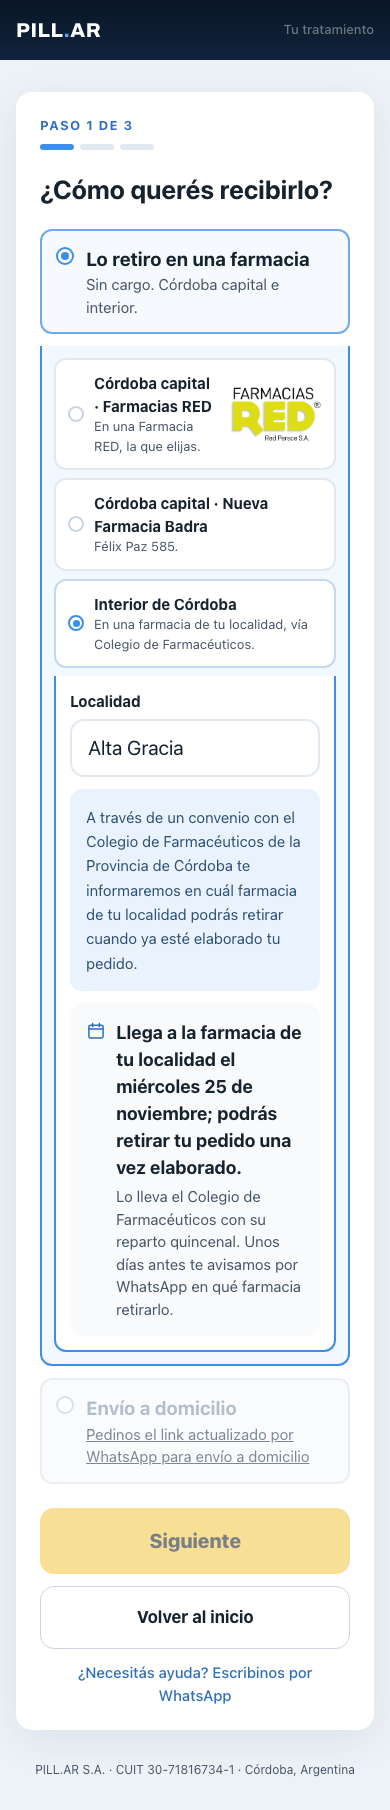 PILL.AR
Tu tratamiento
PASO 1 DE 3
¿Cómo querés recibirlo?
Lo retiro en una farmacia
Sin cargo. Córdoba capital e
interior.
Córdoba capital
· Farmacias RED
En una Farmacia
RED, la que elijas.
FARMACIAS
RED®
Red Persca S.A.
Córdoba capital · Nueva
Farmacia Badra
Félix Paz 585.
Interior de Córdoba
En una farmacia de tu localidad, vía
Colegio de Farmacéuticos.
Localidad
Alta Gracia
A través de un convenio con el
Colegio de Farmacéuticos de la
Provincia de Córdoba te
informaremos en cuál farmacia
de tu localidad podrás retirar
cuando ya esté elaborado tu
pedido.
Llega a la farmacia de
tu localidad el
miércoles 25 de
noviembre; podrás
retirar tu pedido una
vez elaborado.
Lo lleva el Colegio de
Farmacéuticos con su
reparto quincenal. Unos
días antes te avisamos por
WhatsApp en qué farmacia
retirarlo.
Envío a domicilio
Pedinos el link actualizado por
WhatsApp para envío a domicilio
Siguiente
Volver al inicio
¿Necesitás ayuda? Escribinos por
WhatsApp
PILL.AR S.A. · CUIT 30-71816734-1 · Córdoba, Argentina